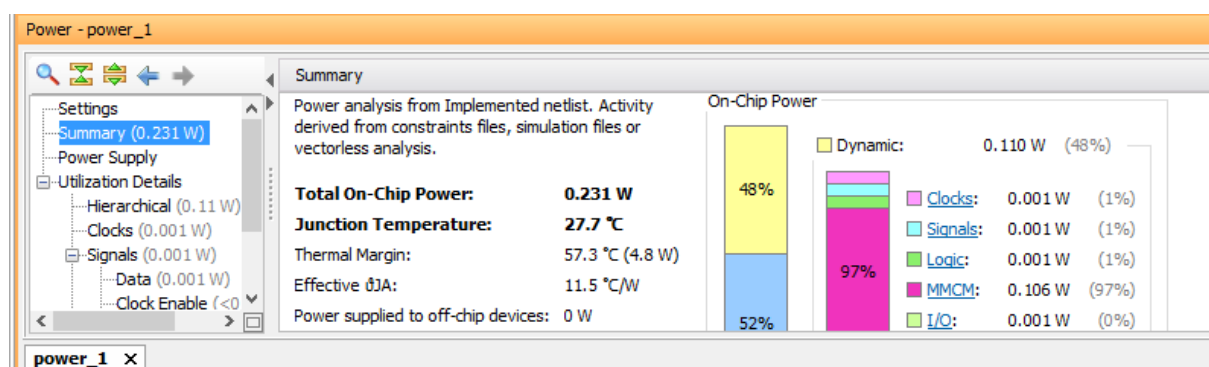 Power - power_1
Summary
Settings
Summary (0.231 W)
Power Supply
Utilization Details
Hierarchical (0.11 W)
Clocks (0.001 W)
Signals (0.001 W)
Data (0.001 W)
Clock Enable (<0
Power analysis from Implemented netlist. Activity
derived from constraints files, simulation files or
vectorless analysis.
Total On-Chip Power: 0.231 W
Junction Temperature: 27.7 °C
Thermal Margin: 57.3 °C (4.8 W)
Effective ϑJA: 11.5 °C/W
Power supplied to off-chip devices: 0 W
On-Chip Power
48%
52%
Dynamic: 0.110 W (48%)
97%
Clocks: 0.001 W (1%)
Signals: 0.001 W (1%)
Logic: 0.001 W (1%)
MMCM: 0.106 W (97%)
I/O: 0.001 W (0%)
power_1 ×